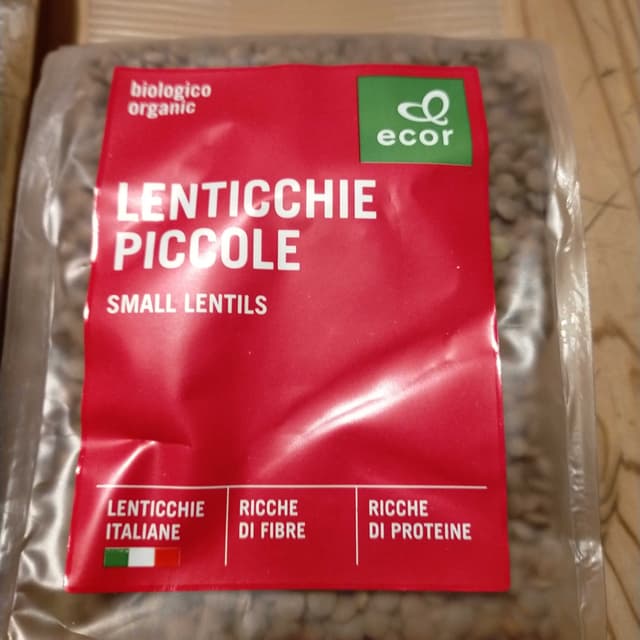 biologico
organic
ecor
LENTICCHIE
PICCOLE
SMALL LENTILS
LENTICCHIE
ITALIANE
RICCHE
DI FIBRE
RICCHE
DI PROTEINE